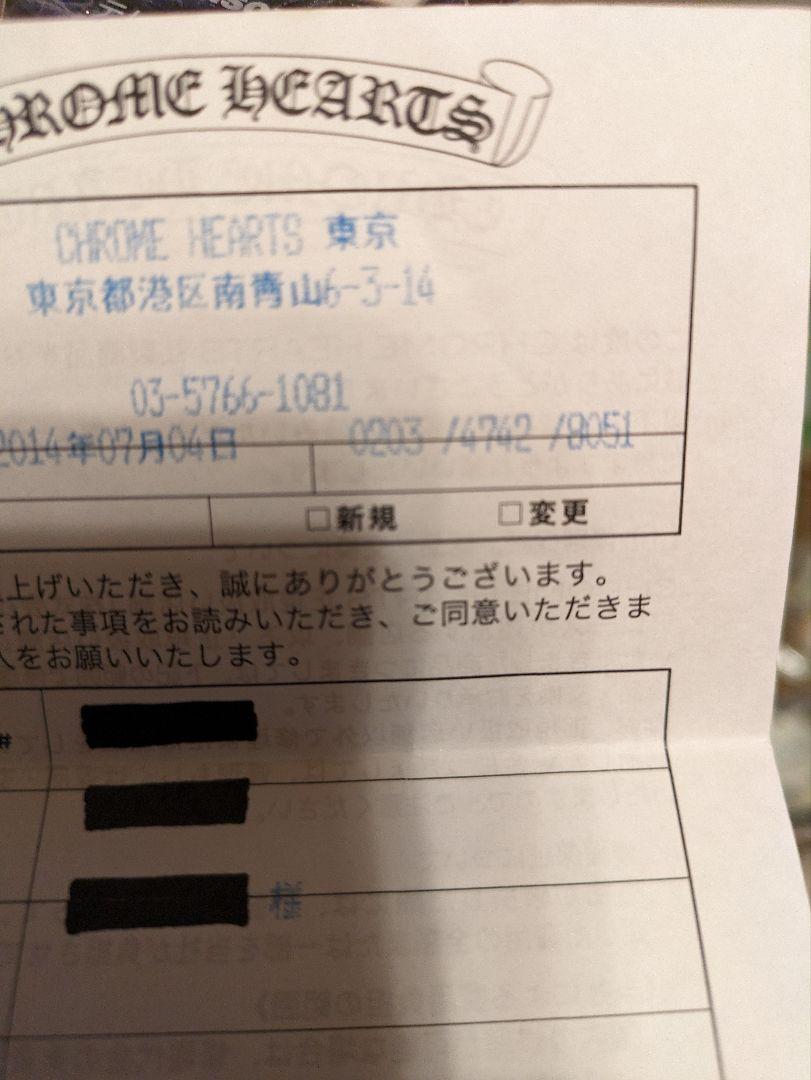 CHROME HEARTS
CHROME HEARTS 東京
東京都港区南青山6-3-14
03-5766-1081
2014年07月04日 0203 /4742 /8051
□新規 □変更
上げいただき、誠にありがとうございます。
された事項をお読みいただき、ご同意いただきま
をお願いいたします。
#
様